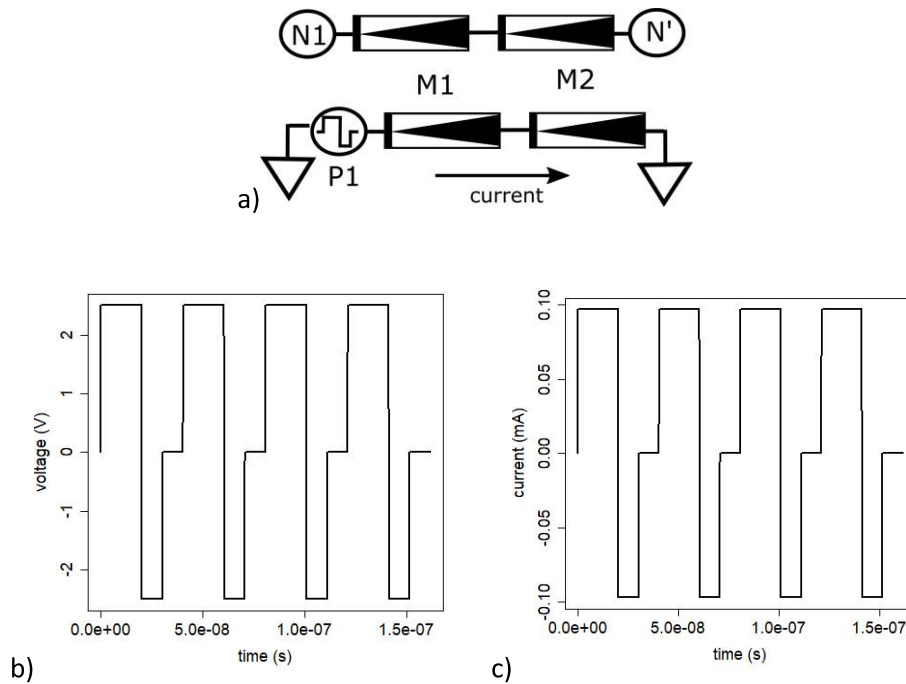 N1
N'
M1
M2
P1
current
a)
voltage (V)
2
1
0
-1
-2
0.0e+00
5.0e-08
1.0e-07
1.5e-07
time (s)
b)
current (mA)
0.10
0.05
0.00
-0.05
-0.10
0.0e+00
5.0e-08
1.0e-07
1.5e-07
time (s)
c)